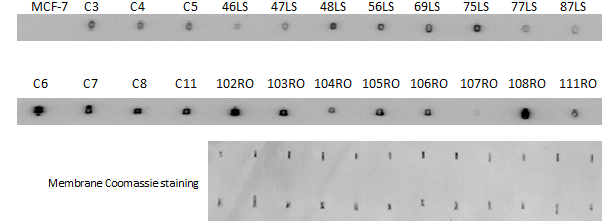 MCF-7 C3 C4 C5 46LS 47LS 48LS 56LS 69LS 75LS 77LS 87LS
C6 C7 C8 C11 102RO 103RO 104RO 105RO 106RO 107RO 108RO 111RO
Membrane Coomassie staining